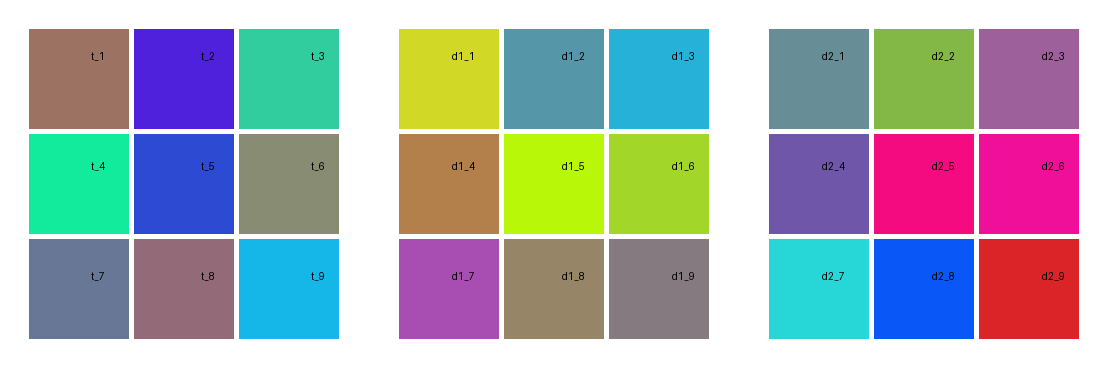 t_1 t_2 t_3 d1_1 d1_2 d1_3 d2_1 d2_2 d2_3
t_4 t_5 t_6 d1_4 d1_5 d1_6 d2_4 d2_5 d2_6
t_7 t_8 t_9 d1_7 d1_8 d1_9 d2_7 d2_8 d2_9